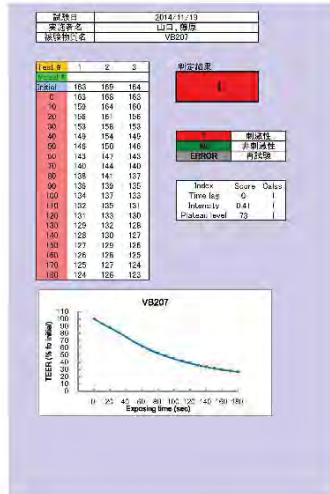 試験日 2014/11/19
実施者名 山口、篠原
被験物質名 VB207
Test # 1 2 3
判定結果
Initial 163 169 164
I
0 163 168 163
10 159 164 160
20 156 161 156
30 153 158 153
40 149 154 149
50 146 150 146
60 143 147 143
70 140 144 140
80 138 141 137
90 136 139 135
100 134 137 133
110 132 135 131
120 131 133 130
130 129 132 128
140 128 130 127
150 127 129 126
160 126 128 125
170 125 127 124
180 124 126 123
I 刺激性
NI 非刺激性
ERROR 再試験
Index Score Calss
Time lag 0 I
Intensity 0.41 I
Plateau level 73 I
VB207
TEER (% to initial)
110
100
90
80
70
60
50
40
30
20
10
0
0 20 40 60 80 100 120 140 160 180
Exposing time (sec)